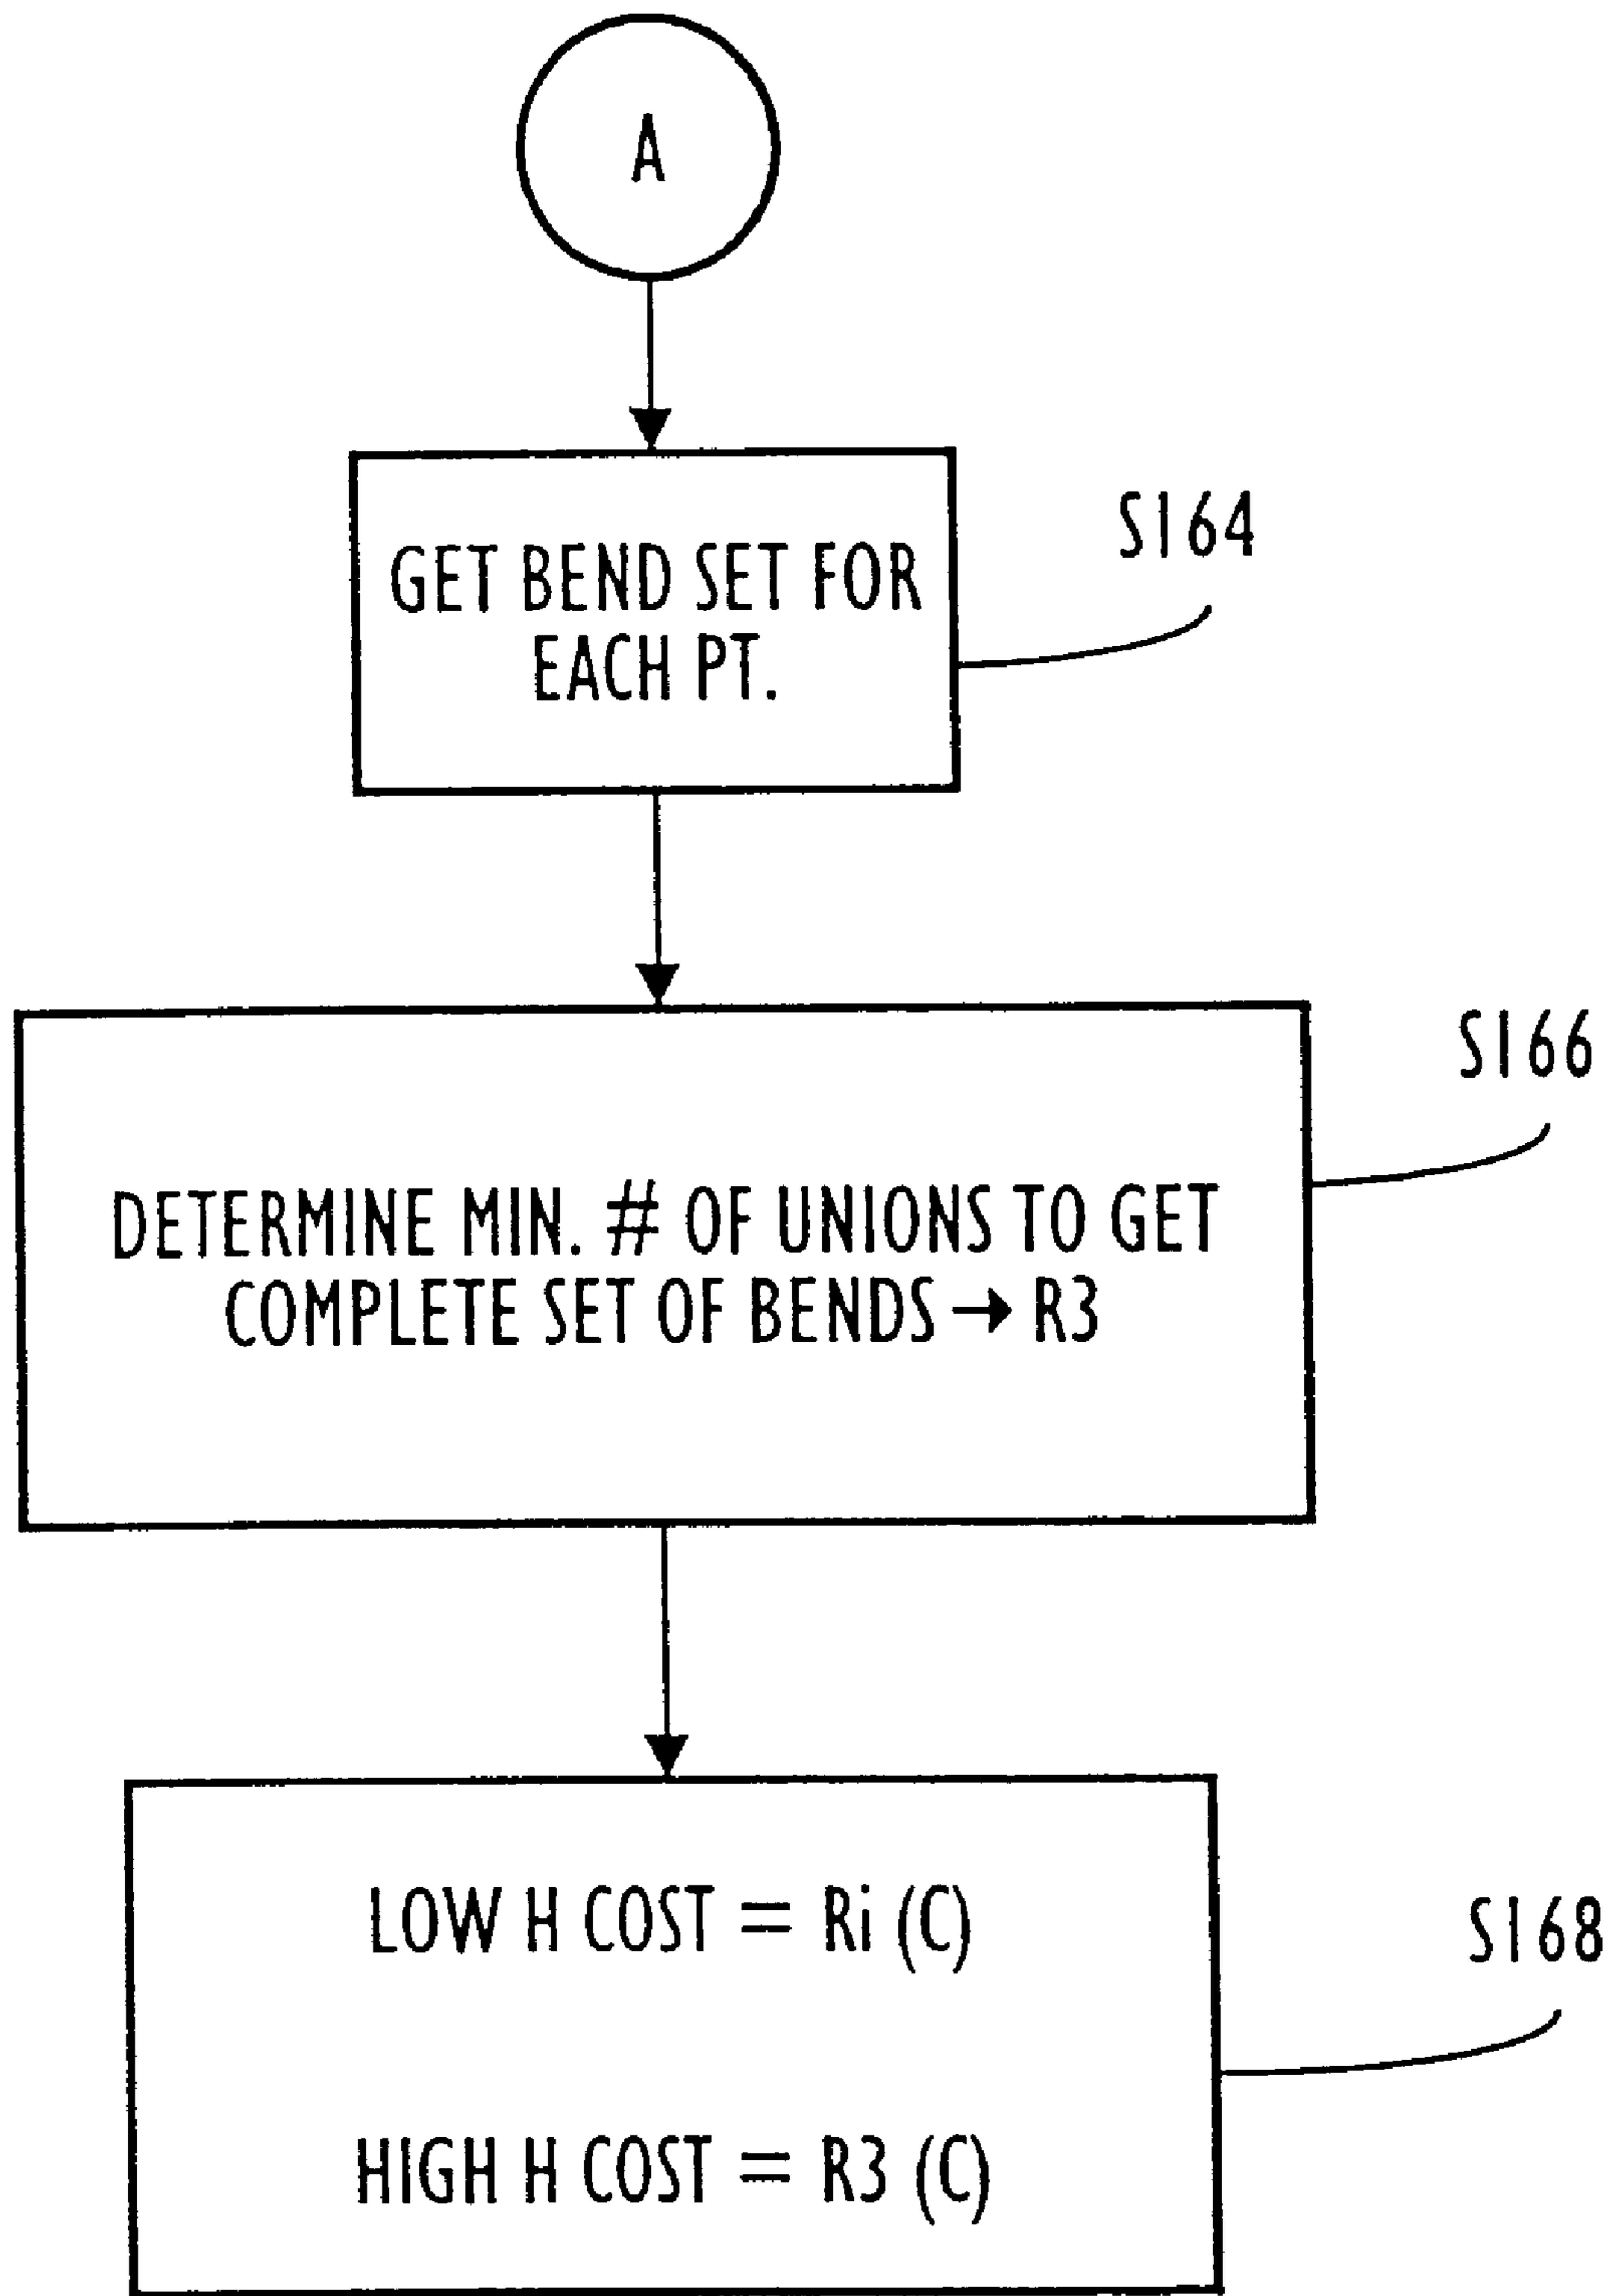 A
GET BEND SET FOR
EACH PT.
S164
S166
DETERMINE MIN. # OF UNIONS TO GET
COMPLETE SET OF BENDS → R3
LOW H COST = Ri (C)
S168
HIGH H COST = R3 (C)